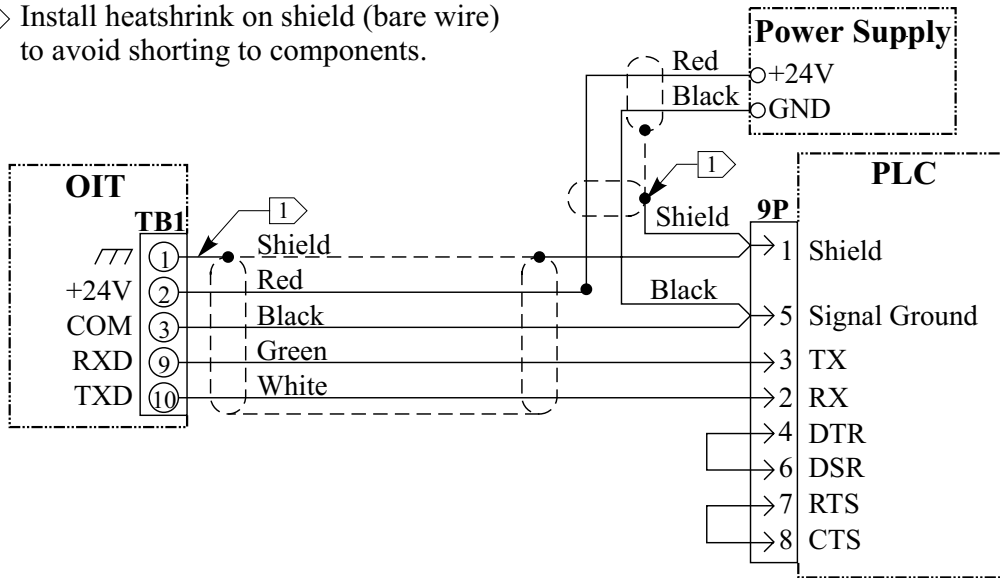 Install heatshrink on shield (bare wire)
to avoid shorting to components.
Power Supply
Red
+24V
Black
GND
1
PLC
OIT
9P
TB1
1
Shield
1
Shield
1
Shield
+24V
2
Red
Black
COM
3
Black
5
Signal Ground
RXD
9
Green
3
TX
TXD
10
White
2
RX
4
DTR
6
DSR
7
RTS
8
CTS